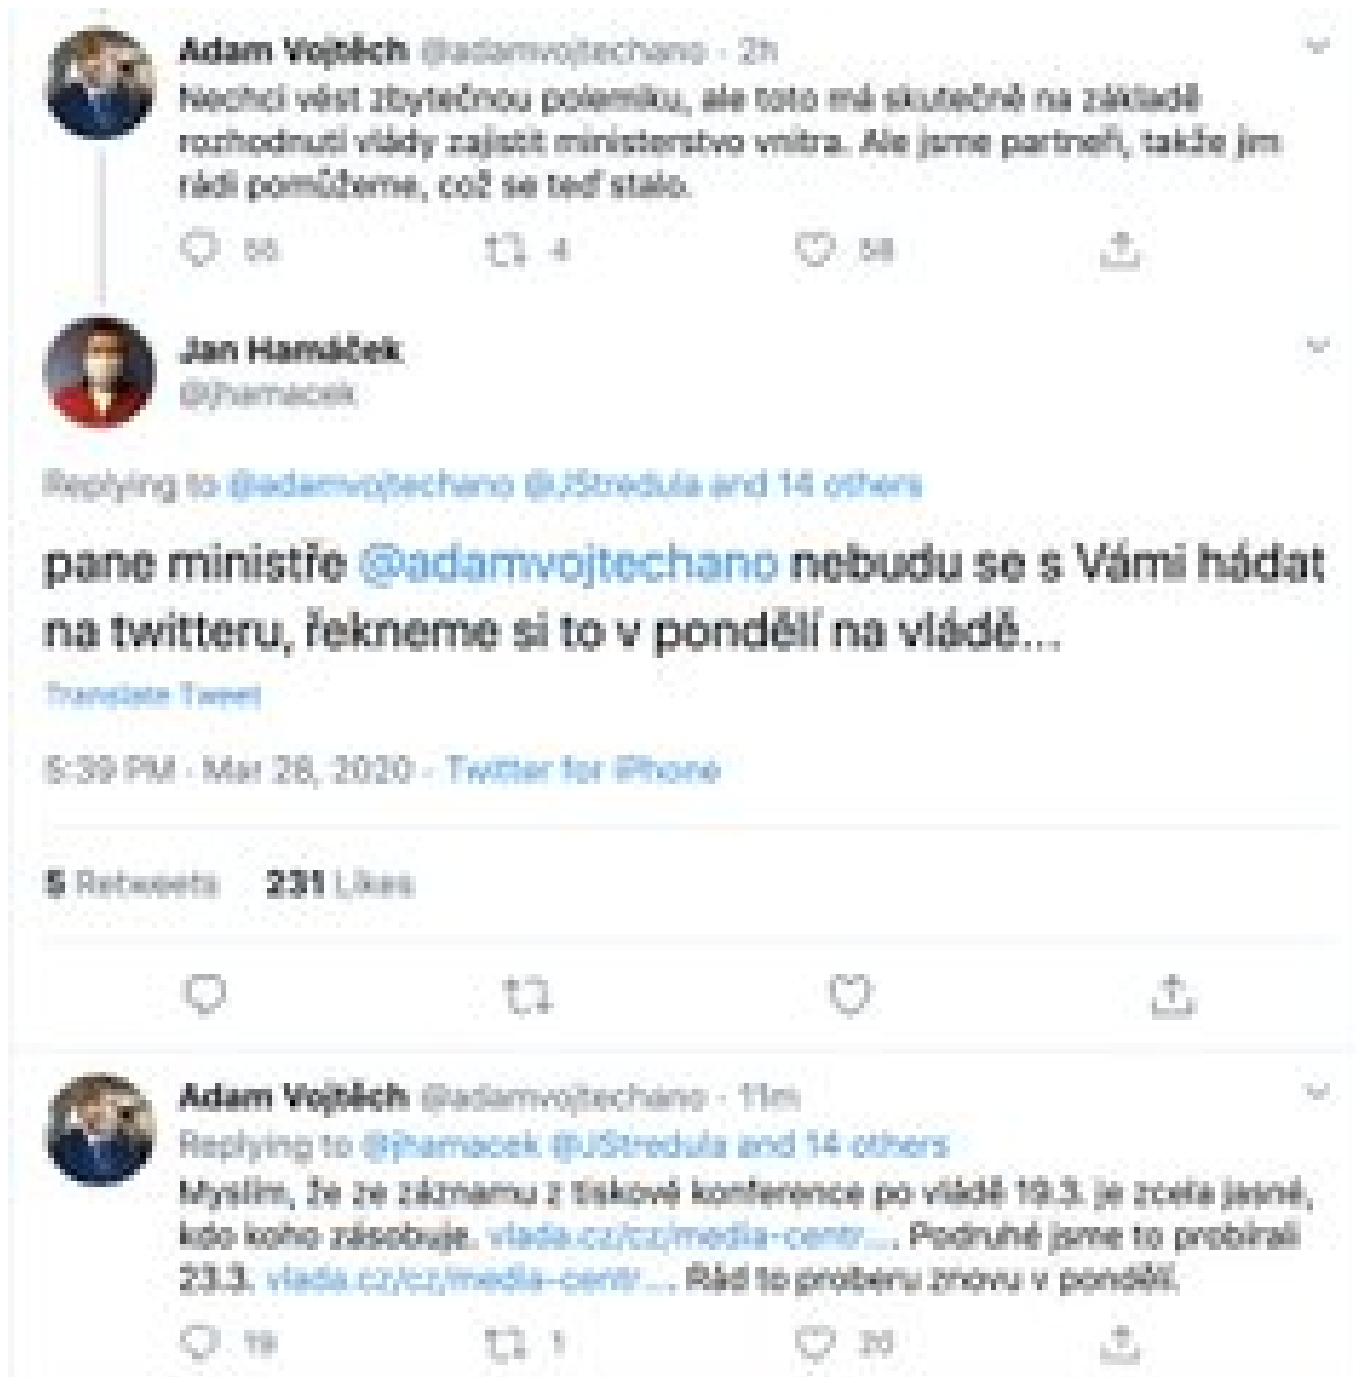 Adam Vojtěch @adamvojtechano · 2h
Nechci vést zbytečnou polemiku, ale toto má skutečně na základě
rozhodnutí vlády zajistit ministerstvo vnitra. Ale jsme partneři, takže jim
rádi pomůžeme, což se teď stalo.
4
Jan Hamáček
@jhamacek
Replying to @adamvojtechano @JStredula and 14 others
pane ministře @adamvojtechano nebudu se s Vámi hádat
na twitteru, řekneme si to v pondělí na vládě...
Translate Tweet
5:39 PM · Mar 28, 2020 · Twitter for iPhone
5 Retweets 231 Likes
Adam Vojtěch @adamvojtechano · 11m
Replying to @jhamacek @JStredula and 14 others
Myslím, že ze záznamu z tiskové konference po vládě 19.3. je zcela jasné,
kdo koho zásobuje. vlada.cz/cz/media-centr... . Podruhé jsme to probírali
23.3. vlada.cz/cz/media-centr... . Rád to proberu znovu v pondělí.
19 1 20